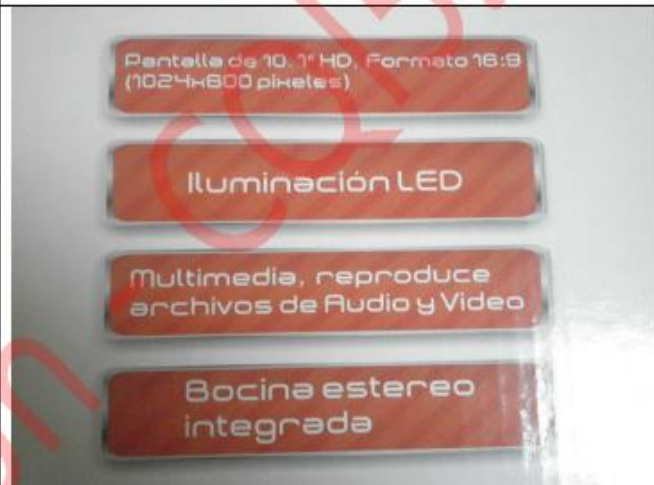 Pantalla de 10.1" HD, Formato 16:9
(1024x600 pixeles)
Iluminación LED
Multimedia, reproduce
archivos de Audio y Video
Bocina estereo
integrada